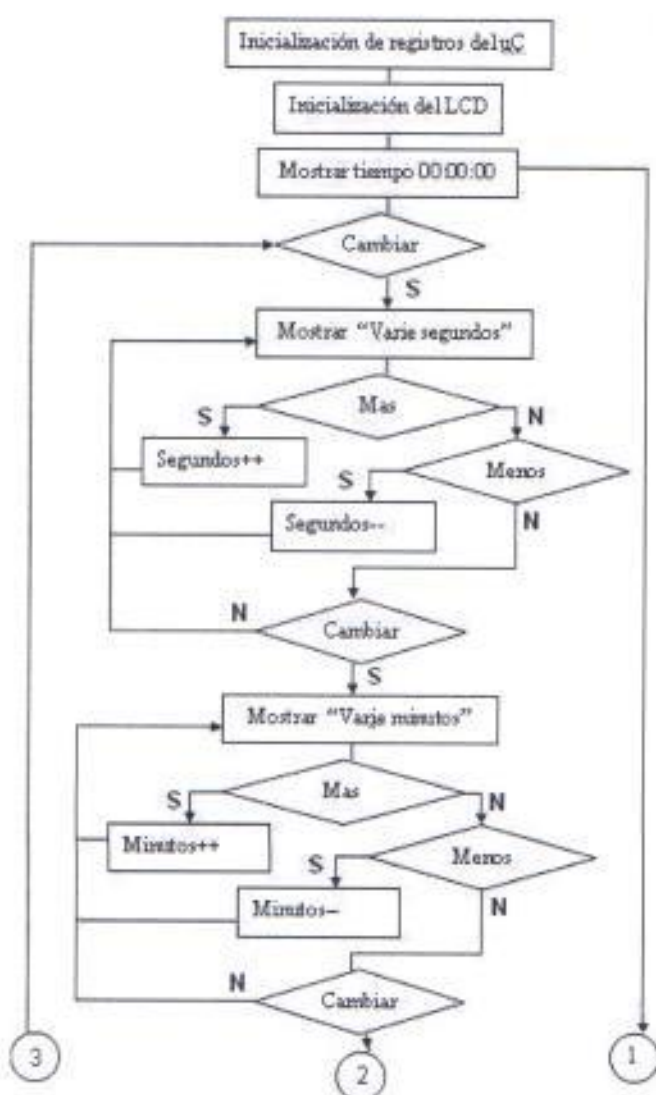 Inicialización de registros del uC
Inicialización del LCD
Mostrar tiempo 00:00:00
Cambiar
S
Mostrar "Varie segundos"
Mas
S
N
Segundos++
Menos
S
Segundos--
N
Cambiar
N
S
Mostrar "Varie minutos"
Mas
S
N
Minutos++
Menos
S
Minutos--
N
Cambiar
N
3
2
1